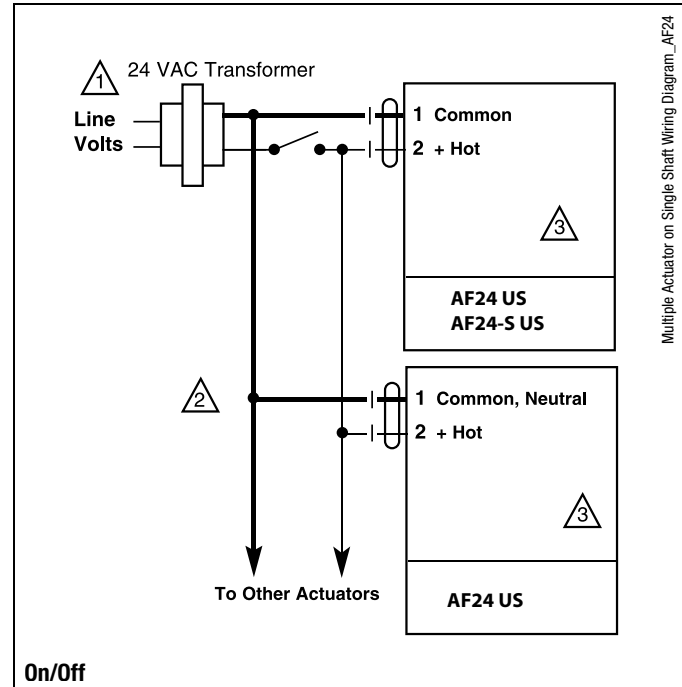 1 24 VAC Transformer
Line
Volts
1 Common
2 + Hot
3
AF24 US
AF24-S US
2
1 Common, Neutral
2 + Hot
3
To Other Actuators
AF24 US
On/Off
Multiple Actuator on Single Shaft Wiring Diagram_AF24